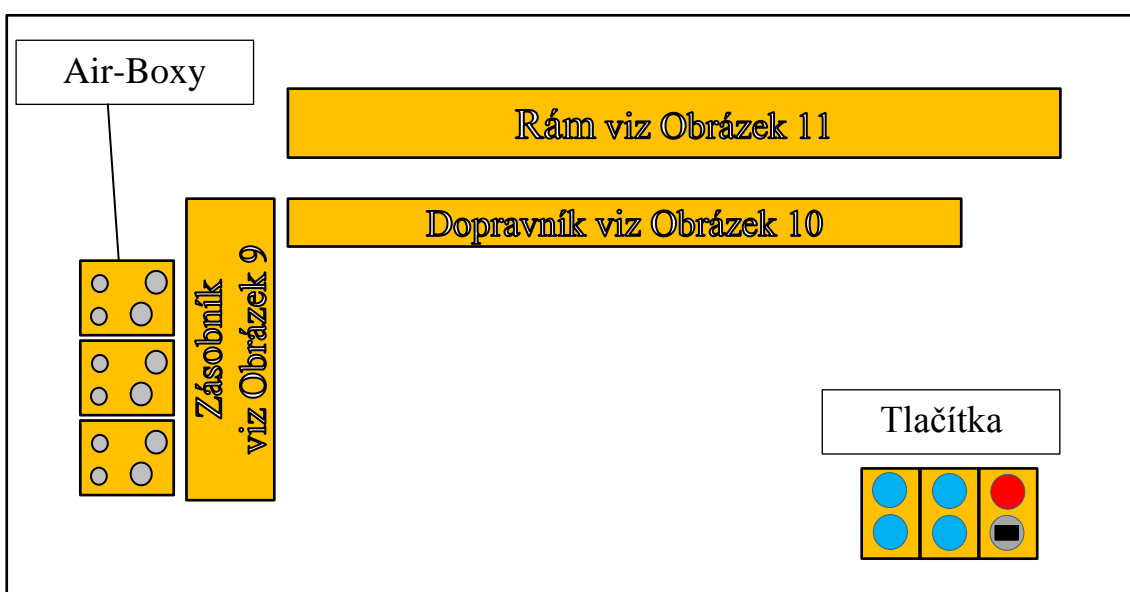 Air-Boxy
Rám viz Obrázek 11
Dopravník viz Obrázek 10
Zásobník
viz Obrázek 9
Tlačítka